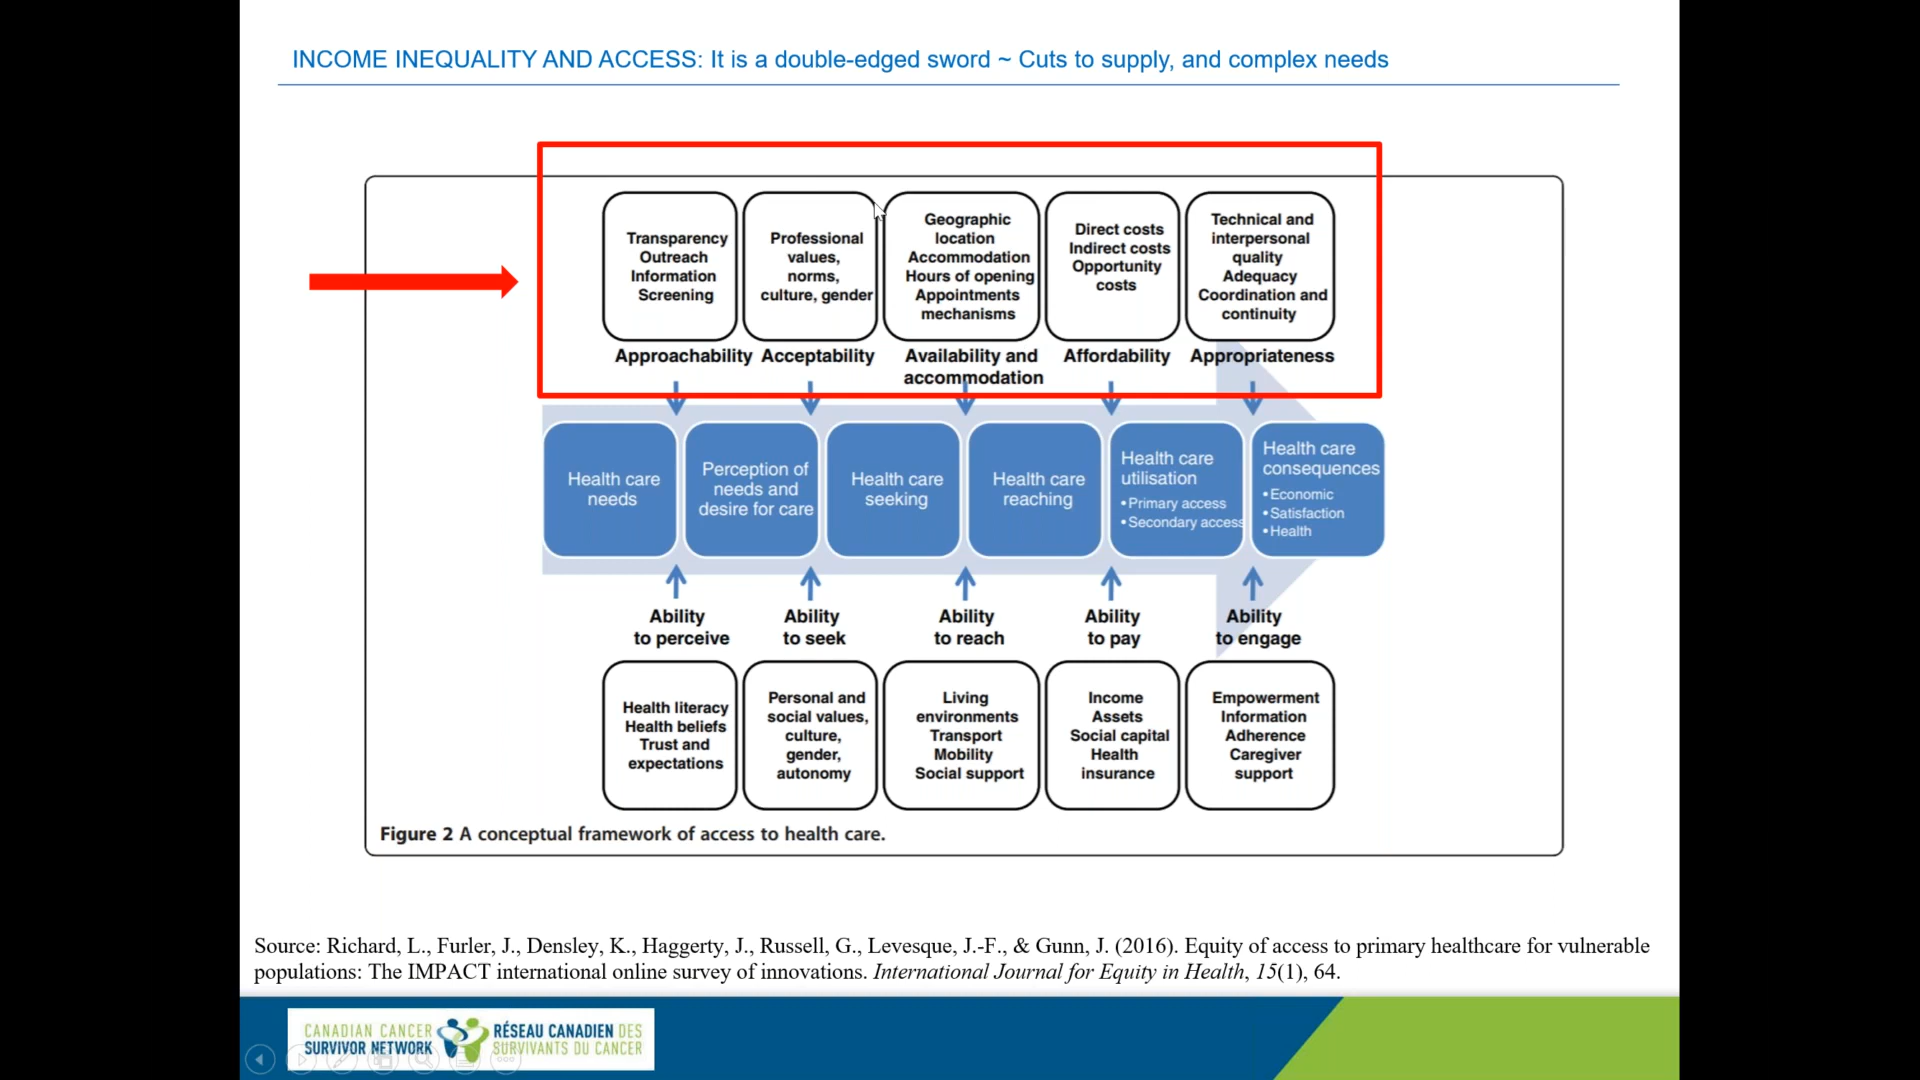 INCOME INEQUALITY AND ACCESS: It is a double-edged sword ~ Cuts to supply, and complex needs
Transparency
Outreach
Information
Screening
Approachability
Professional
values,
norms,
culture, gender
Acceptability
Geographic
location
Accommodation
Hours of opening
Appointments
mechanisms
Availability and
accommodation
Direct costs
Indirect costs
Opportunity
costs
Affordability
Technical and
interpersonal
quality
Adequacy
Coordination and
continuity
Appropriateness
Health care
needs
Perception of
needs and
desire for care
Health care
seeking
Health care
reaching
Health care
utilisation
• Primary access
• Secondary access
Health care
consequences
• Economic
• Satisfaction
• Health
Ability
to perceive
Health literacy
Health beliefs
Trust and
expectations
Ability
to seek
Personal and
social values,
culture,
gender,
autonomy
Ability
to reach
Living
environments
Transport
Mobility
Social support
Ability
to pay
Income
Assets
Social capital
Health
insurance
Ability
to engage
Empowerment
Information
Adherence
Caregiver
support
Figure 2 A conceptual framework of access to health care.
Source: Richard, L., Furler, J., Densley, K., Haggerty, J., Russell, G., Levesque, J.-F., & Gunn, J. (2016). Equity of access to primary healthcare for vulnerable
populations: The IMPACT international online survey of innovations. International Journal for Equity in Health, 15(1), 64.
CANADIAN CANCER
SURVIVOR NETWORK
RÉSEAU CANADIEN DES
SURVIVANTS DU CANCER